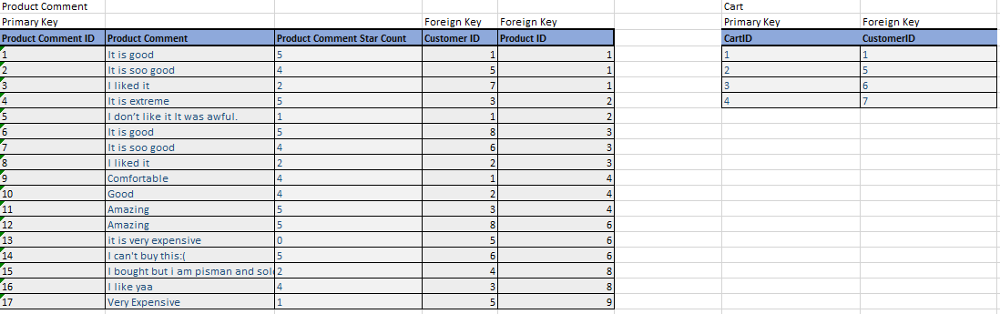 Product Comment Cart
Primary Key Foreign Key Foreign Key Primary Key Foreign Key
Product Comment ID Product Comment Product Comment Star Count Customer ID Product ID CartID CustomerID
1 It is good 5 1 1 1 1
2 It is soo good 4 5 1 2 5
3 I liked it 2 7 1 3 6
4 It is extreme 5 3 2 4 7
5 I don't like it It was awful. 1 1 2
6 It is good 5 8 3
7 It is soo good 4 6 3
8 I liked it 2 2 3
9 Comfortable 4 1 4
10 Good 4 2 4
11 Amazing 5 3 4
12 Amazing 5 8 6
13 it is very expensive 0 5 6
14 I can't buy this:( 5 6 6
15 I bought but i am pisman and sol 2 4 8
16 I like yaa 4 3 8
17 Very Expensive 1 5 9